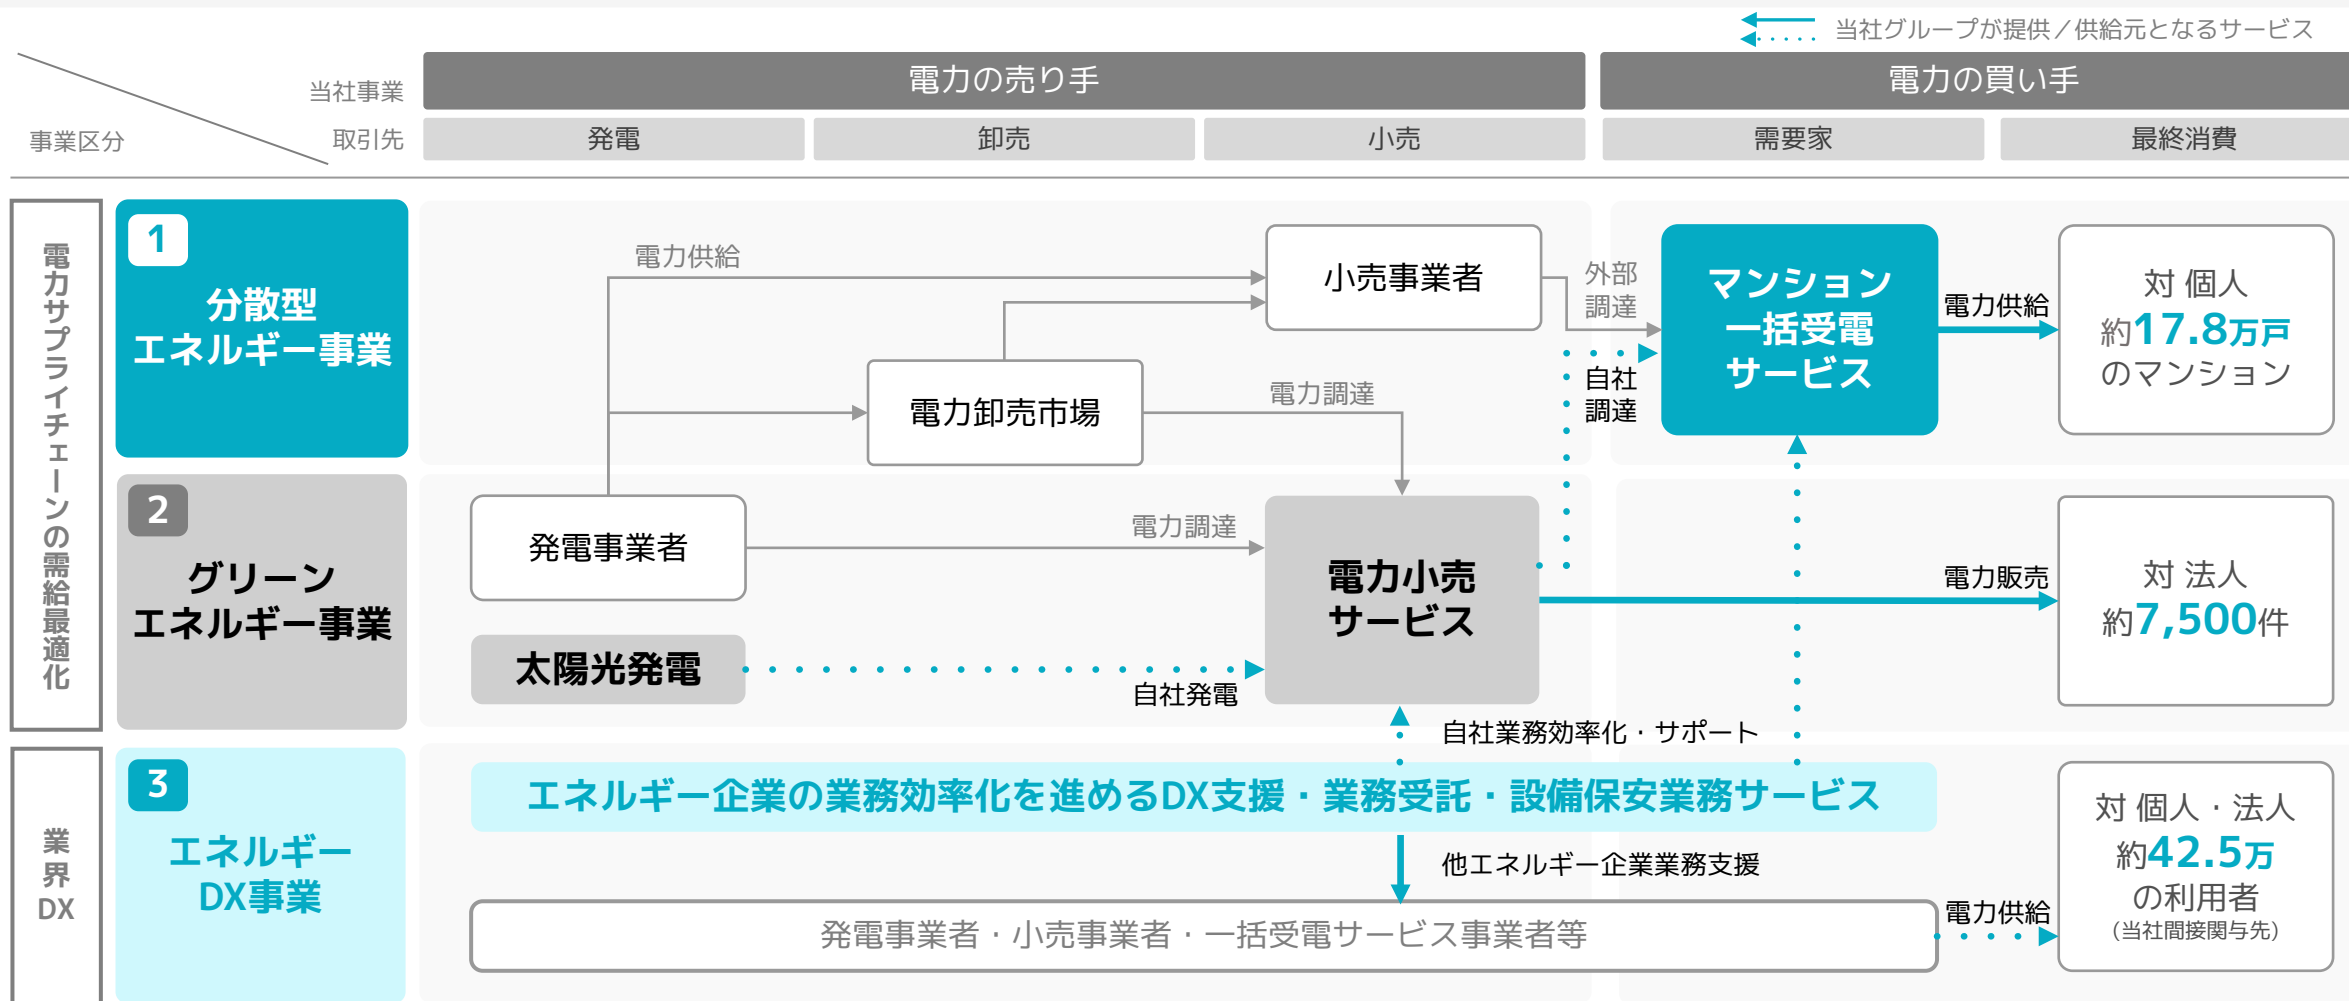 当社グループが提供／供給元となるサービス
当社事業
取引先
事業区分
電力の売り手
電力の買い手
発電
卸売
小売
需要家
最終消費
電力サプライチェーンの需給最適化
1
分散型
エネルギー事業
電力供給
小売事業者
外部
調達
マンション
一括受電
サービス
電力供給
対 個人
約17.8万戸
のマンション
電力卸売市場
電力調達
自社
調達
2
グリーン
エネルギー事業
発電事業者
電力調達
電力小売
サービス
電力販売
対 法人
約7,500件
太陽光発電
自社発電
自社業務効率化・サポート
業界DX
3
エネルギー
DX事業
エネルギー企業の業務効率化を進めるDX支援・業務受託・設備保安業務サービス
他エネルギー企業業務支援
発電事業者・小売事業者・一括受電サービス事業者等
電力供給
対 個人・法人
約42.5万
の利用者
(当社間接関与先)